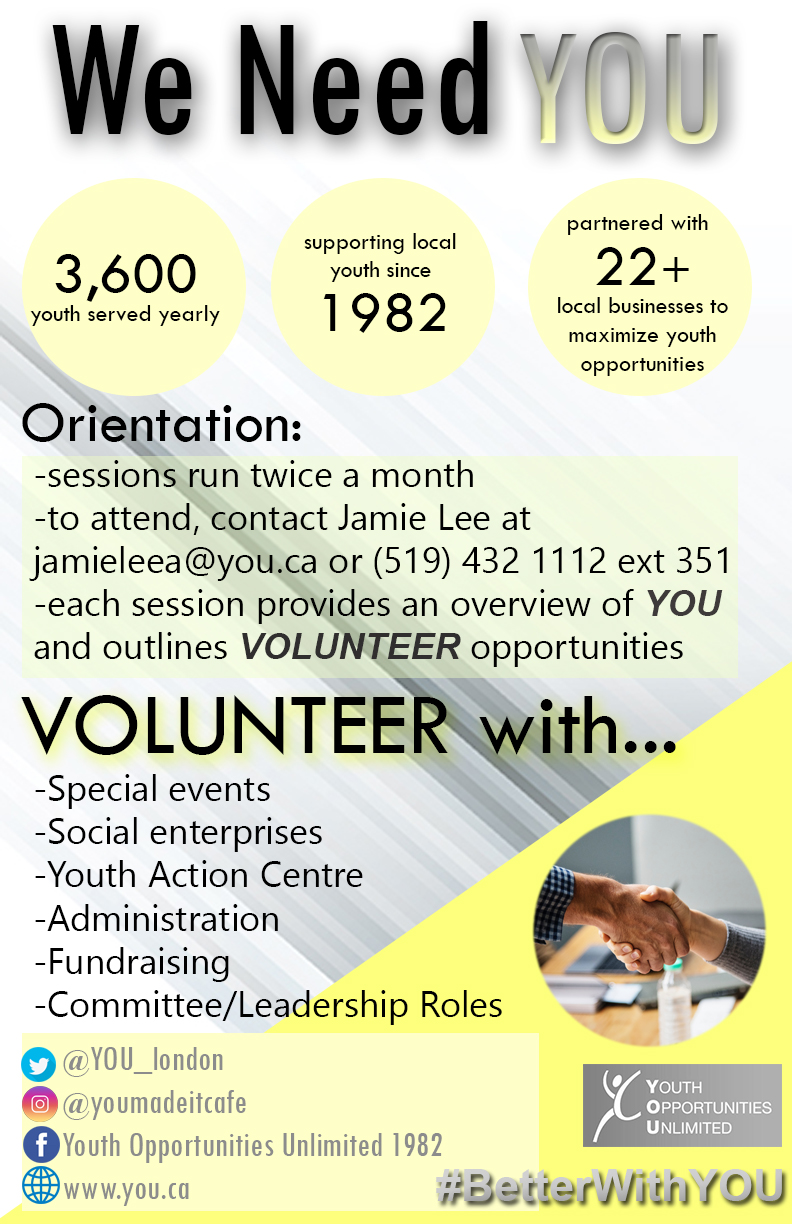 We Need YOU
3,600
youth served yearly
supporting local
youth since
1982
partnered with
22+
local businesses to
maximize youth
opportunities
Orientation:
-sessions run twice a month
-to attend, contact Jamie Lee at
jamieleea@you.ca or (519) 432 1112 ext 351
-each session provides an overview of YOU
and outlines VOLUNTEER opportunities
VOLUNTEER with...
-Special events
-Social enterprises
-Youth Action Centre
-Administration
-Fundraising
-Committee/Leadership Roles
@YOU_london
@youmadeitcafe
Youth Opportunities Unlimited 1982
www.you.ca
YOUTH
OPPORTUNITIES
UNLIMITED
#BetterWithYOU